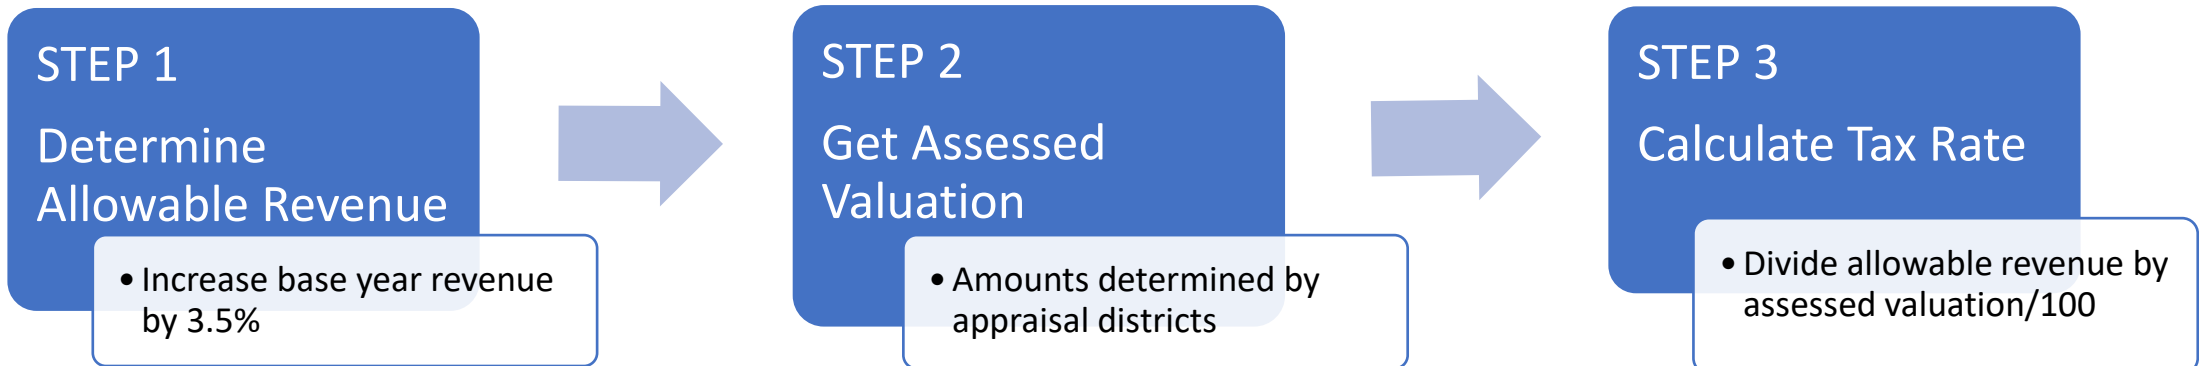 STEP 1
Determine
Allowable Revenue
• Increase base year revenue
by 3.5%
STEP 2
Get Assessed
Valuation
• Amounts determined by
appraisal districts
STEP 3
Calculate Tax Rate
• Divide allowable revenue by
assessed valuation/100